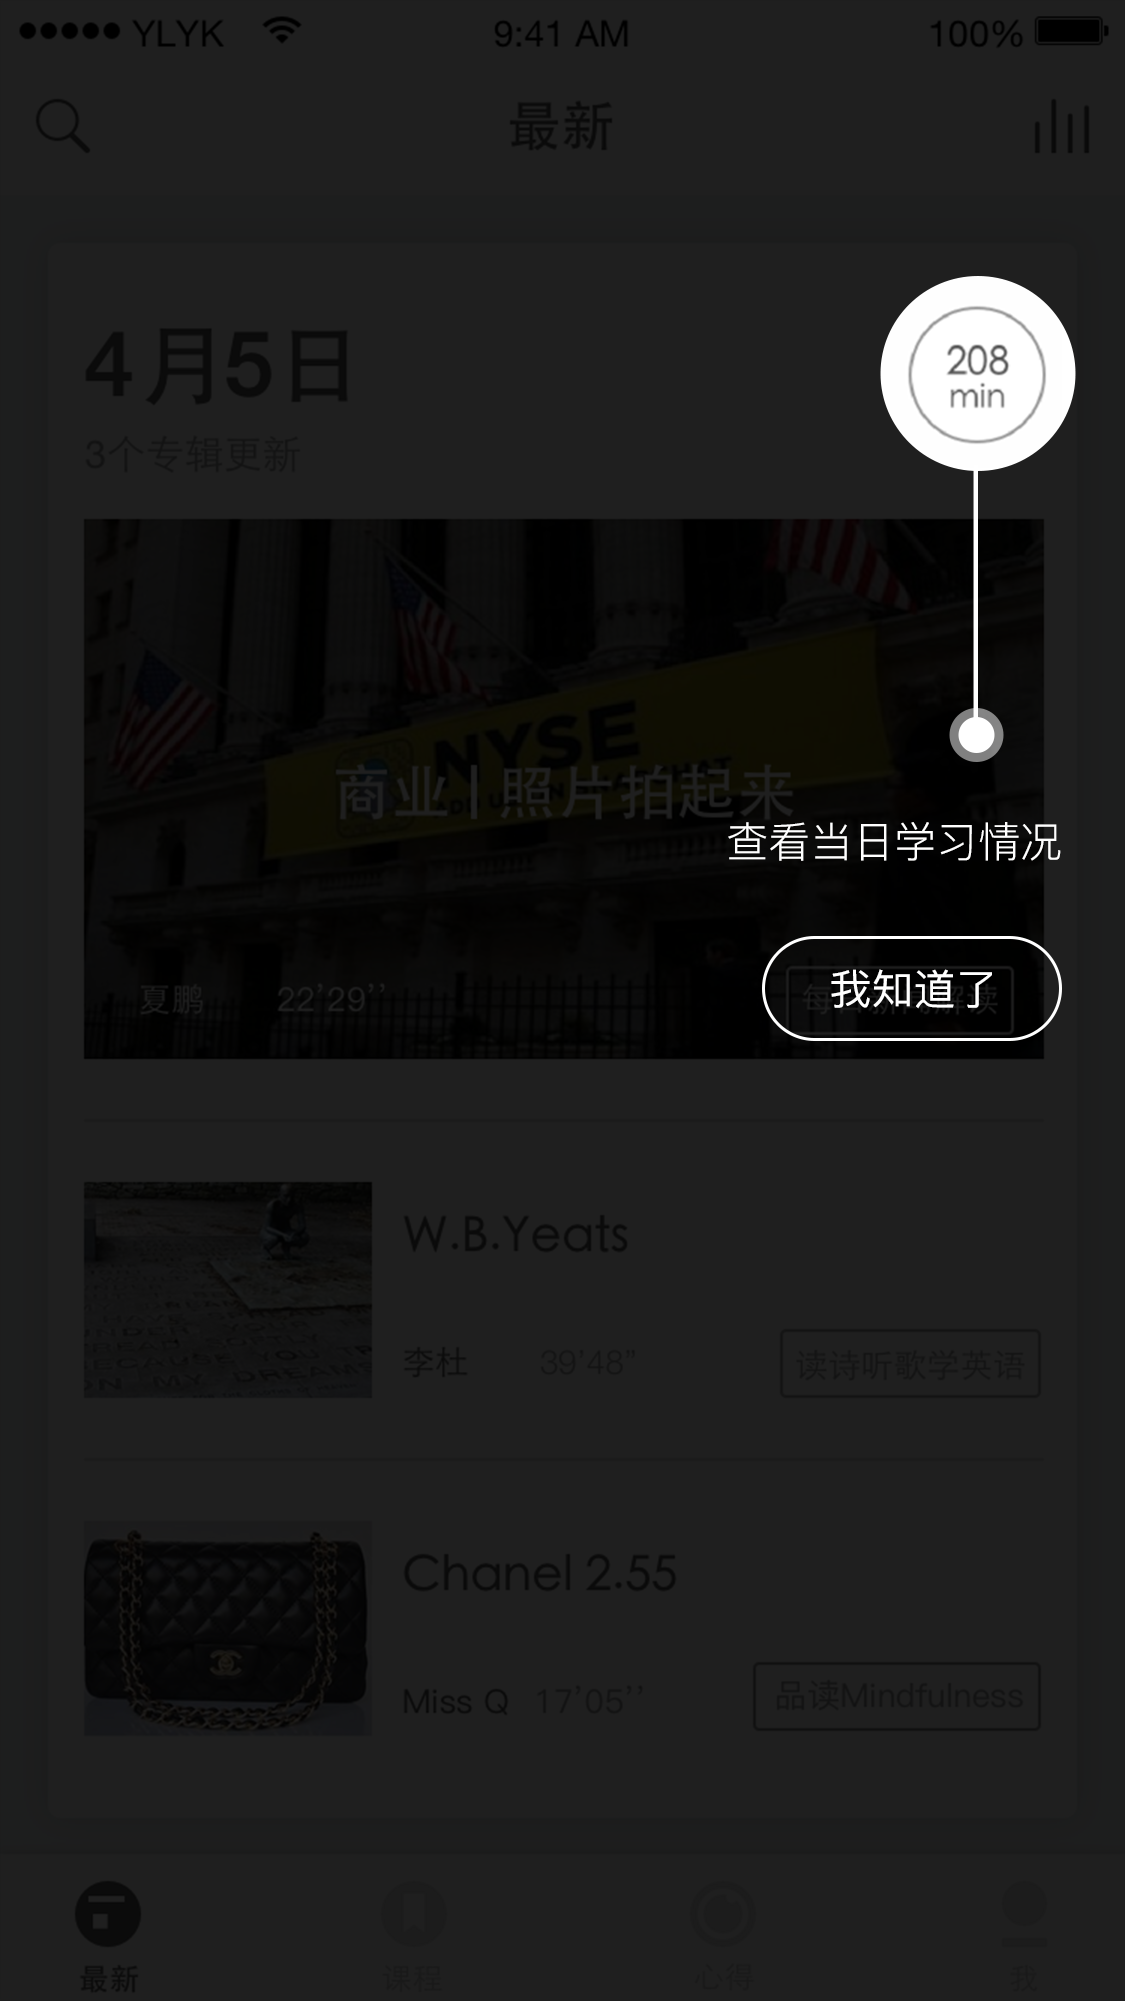 YLYK 9:41 AM 100%
最新
4月5日
3个专辑更新
208
min
NYSE
商业 | 照片拍起来
查看当日学习情况
夏鹏 22'29''
我知道了
W.B.Yeats
李杜 39'48"
读诗听歌学英语
Chanel 2.55
Miss Q 17'05''
品读Mindfulness
最新 课程 心得 我